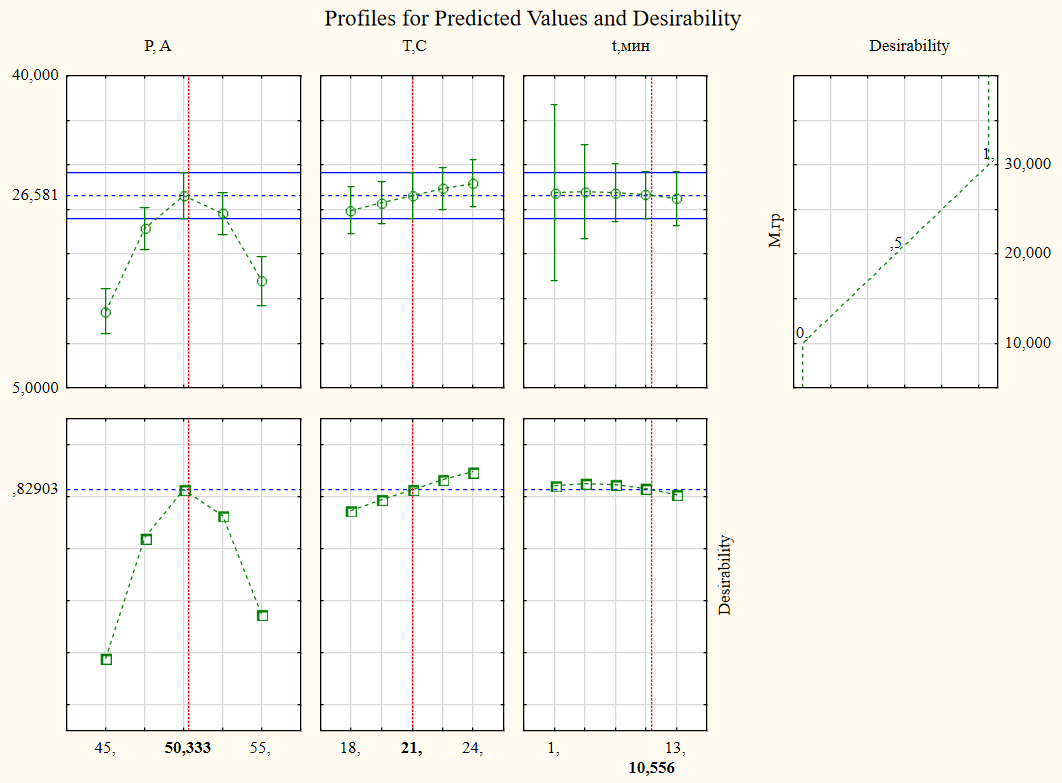 Profiles for Predicted Values and Desirability
P, A
T,C
t,мин
Desirability
40,000
26,581
5,0000
1,
,5
0,
М,гр
30,000
20,000
10,000
,82903
Desirability
45,
50,333
55,
18,
21,
24,
1,
13,
10,556